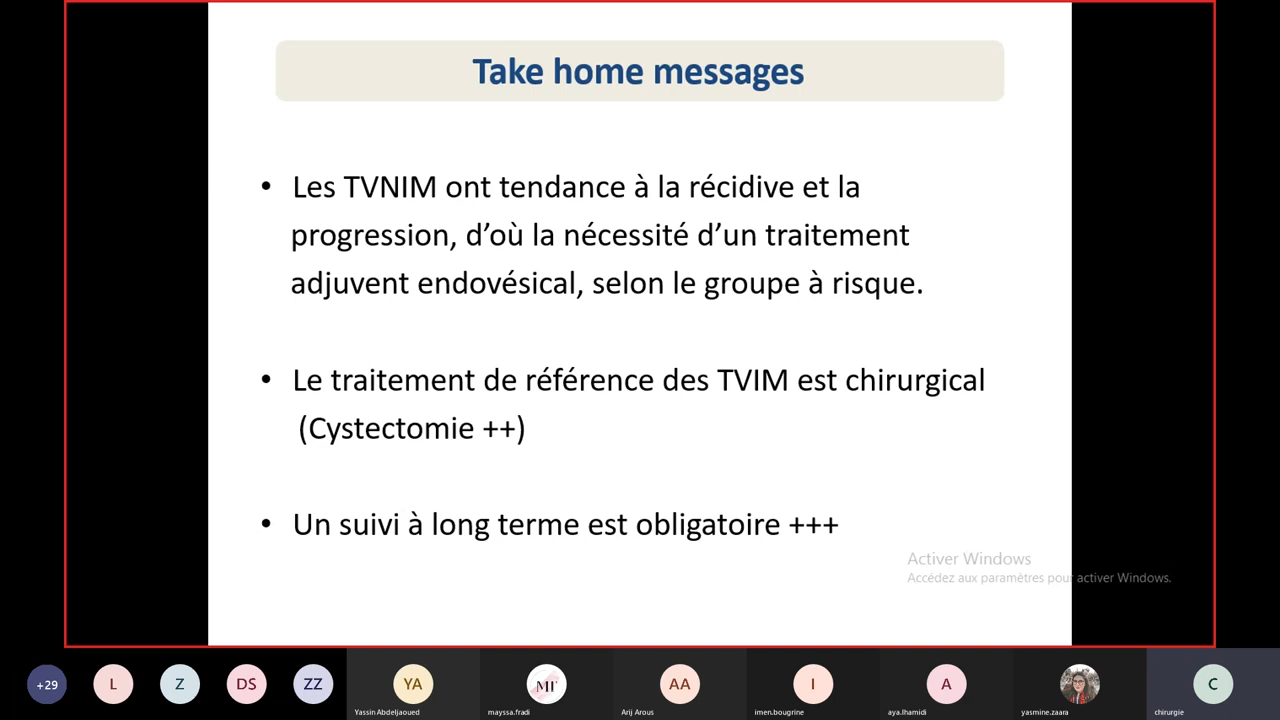 Take home messages
• Les TVNIM ont tendance à la récidive et la
progression, d’où la nécessité d’un traitement
adjuvent endovésical, selon le groupe à risque.
• Le traitement de référence des TVIM est chirurgical
(Cystectomie ++)
• Un suivi à long terme est obligatoire +++
Activer Windows
Accédez aux paramètres pour activer Windows.
+29 L Z DS ZZ YA MF AA I A C
Yassin Abdeljaoued mayssa.fradi Arij Arous imen.bougrine aya.lhamidi yasmine.zaara chirurgie